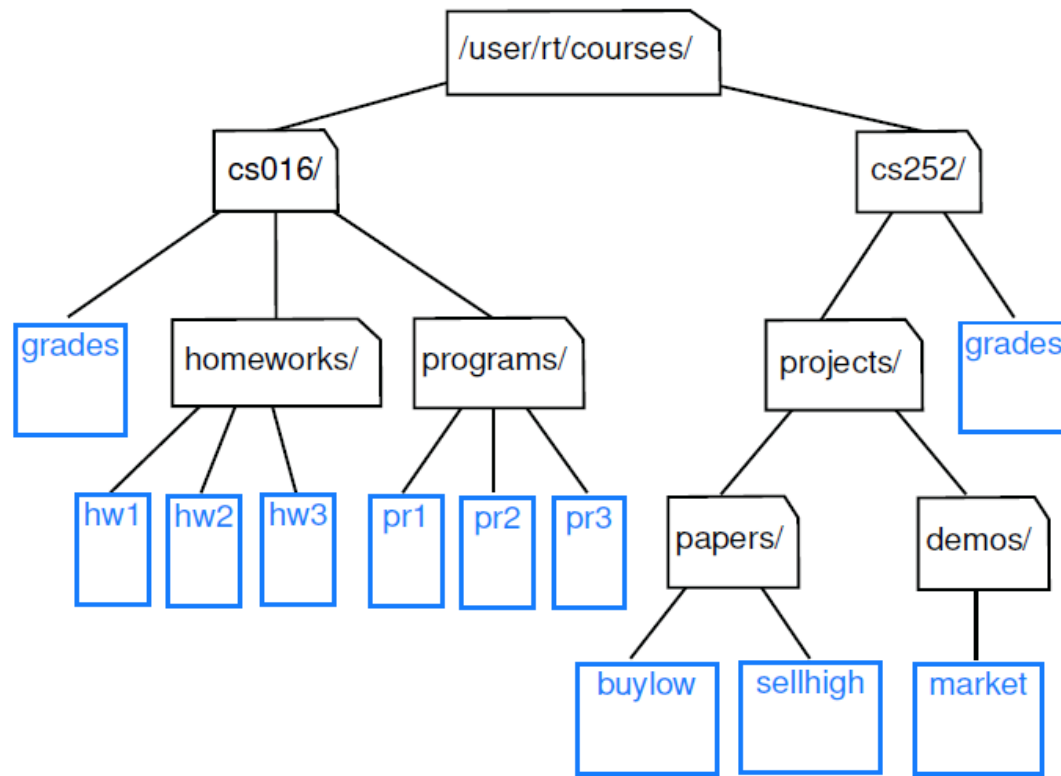 /user/rt/courses/
cs016/
cs252/
grades
homeworks/
programs/
projects/
grades
hw1
hw2
hw3
pr1
pr2
pr3
papers/
demos/
buylow
sellhigh
market